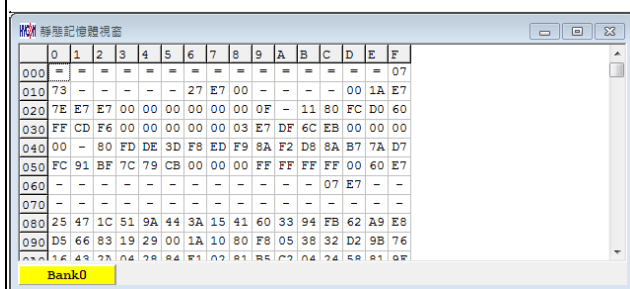 靜態記憶體視窗
0 1 2 3 4 5 6 7 8 9 A B C D E F
000 = = = = = = = = = = = = = = = 07
010 73 - - - - 27 E7 00 - - - - - 00 1A E7
020 7E E7 E7 00 00 00 00 00 00 0F - 11 80 FC D0 60
030 FF CD F6 00 00 00 00 00 03 E7 DF 6C EB 00 00 00
040 00 - 80 FD DE 3D F8 ED F9 8A F2 D8 8A B7 7A D7
050 FC 91 BF 7C 79 CB 00 00 00 FF FF FF FF 00 60 E7
060 - - - - - - - - - - - - 07 E7 - -
070 - - - - - - - - - - - - - - - -
080 25 47 1C 51 9A 44 3A 15 41 60 33 94 FB 62 A9 E8
090 D5 66 83 19 29 00 1A 10 80 F8 05 38 32 D2 9B 76
Bank0